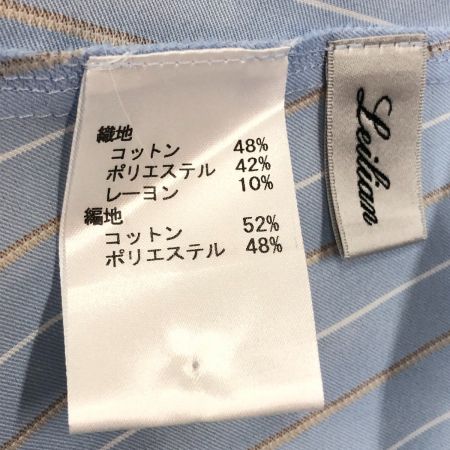 織地
コットン 48%
ポリエステル 42%
レーヨン 10%
編地
コットン 52%
ポリエステル 48%
Leilian